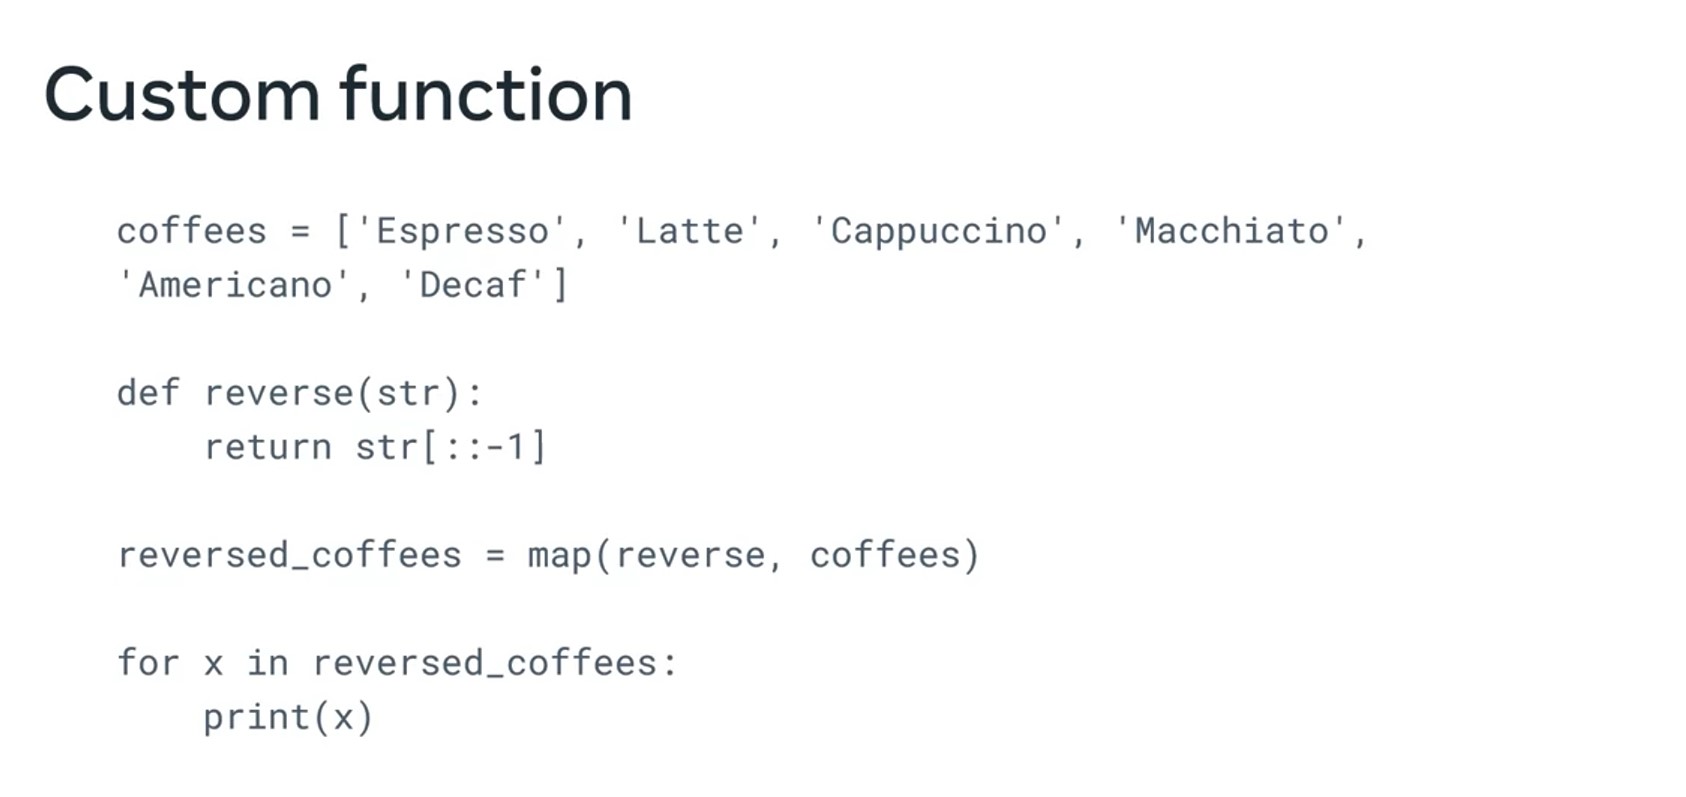 Custom function
coffees = ['Espresso', 'Latte', 'Cappuccino', 'Macchiato',
'Americano', 'Decaf']
def reverse(str):
    return str[::-1]
reversed_coffees = map(reverse, coffees)
for x in reversed_coffees:
    print(x)